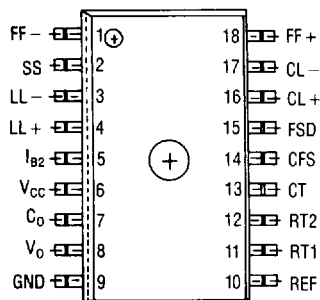 FF- 1 18 FF+
SS 2 17 CL-
LL- 3 16 CL+
LL+ 4 15 FSD
IB2 5 14 CFS
VCC 6 13 CT
CO 7 12 RT2
VO 8 11 RT1
GND 9 10 REF